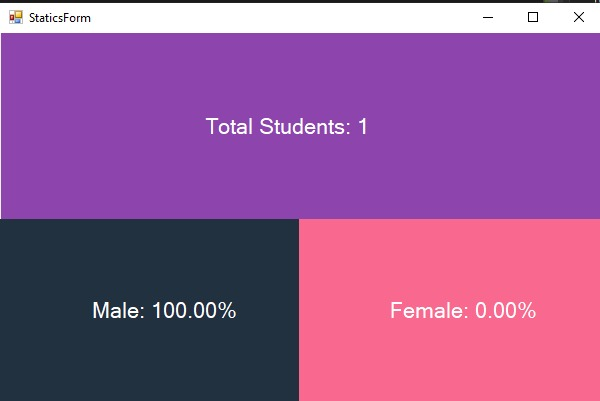 StaticsForm
Total Students: 1
Male: 100.00%
Female: 0.00%